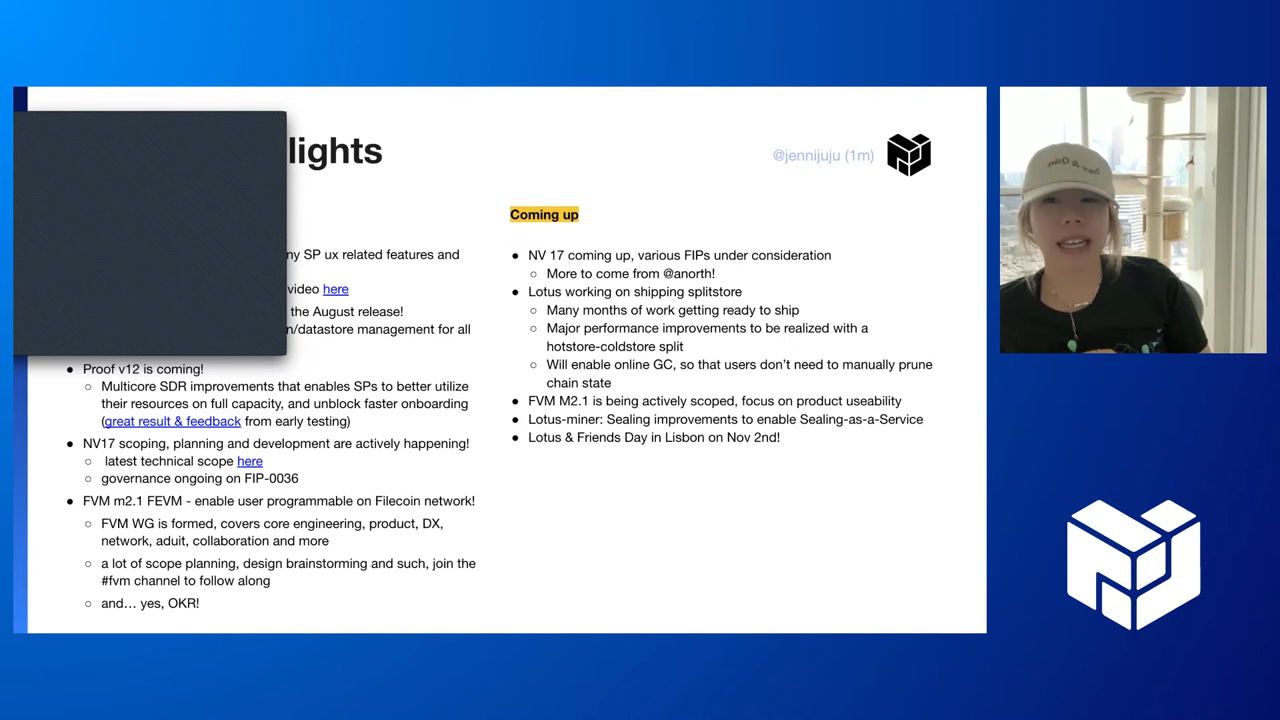 lights
@jennijuju (1m)
ny SP ux related features and
video here
the August release!
n/datastore management for all
● Proof v12 is coming!
○ Multicore SDR improvements that enables SPs to better utilize
their resources on full capacity, and unblock faster onboarding
(great result & feedback from early testing)
● NV17 scoping, planning and development are actively happening!
○ latest technical scope here
○ governance ongoing on FIP-0036
● FVM m2.1 FEVM - enable user programmable on Filecoin network!
○ FVM WG is formed, covers core engineering, product, DX,
network, aduit, collaboration and more
○ a lot of scope planning, design brainstorming and such, join the
#fvm channel to follow along
○ and… yes, OKR!
Coming up
● NV 17 coming up, various FIPs under consideration
○ More to come from @anorth!
● Lotus working on shipping splitstore
○ Many months of work getting ready to ship
○ Major performance improvements to be realized with a
hotstore-coldstore split
○ Will enable online GC, so that users don’t need to manually prune
chain state
● FVM M2.1 is being actively scoped, focus on product useability
● Lotus-miner: Sealing improvements to enable Sealing-as-a-Service
● Lotus & Friends Day in Lisbon on Nov 2nd!